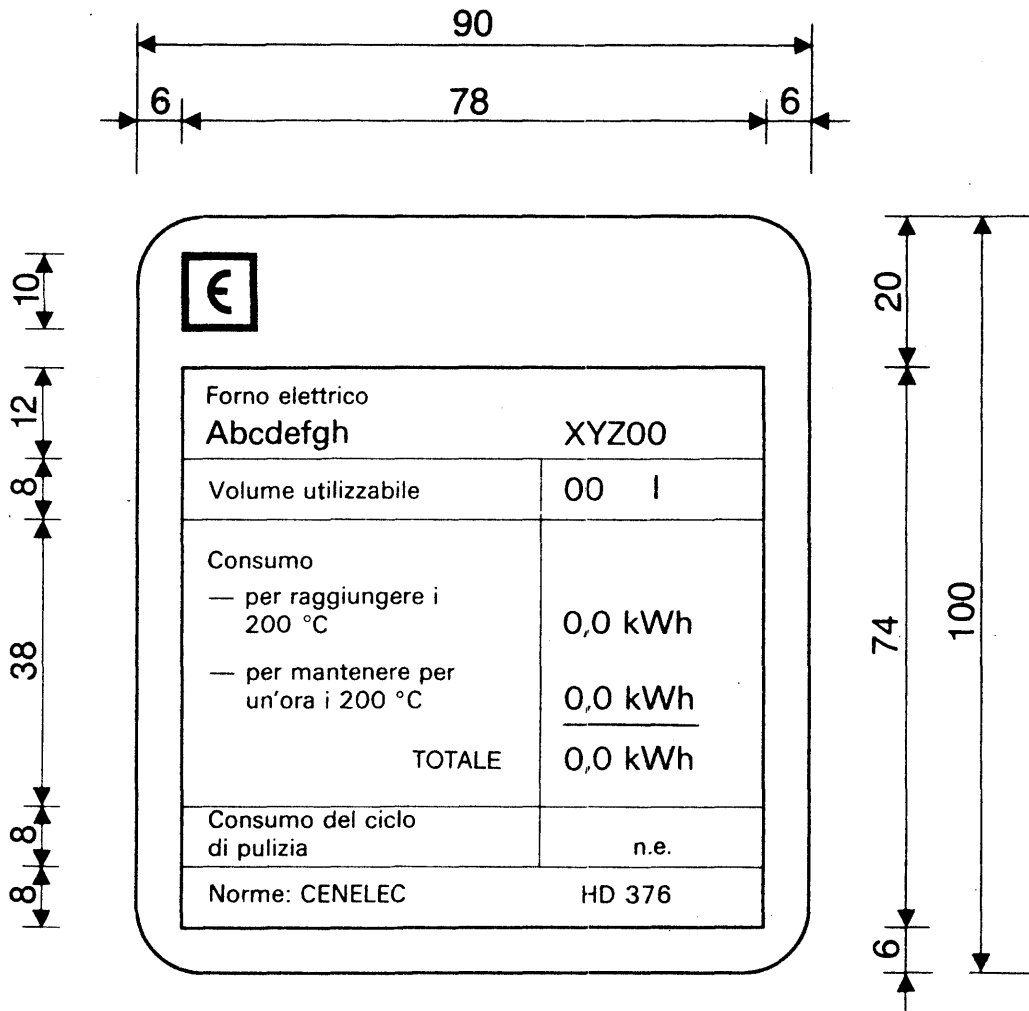 90
6 78 6
10
20
Є
12
Forno elettrico
Abcdefgh XYZ00
8
Volume utilizzabile 00 l
38
Consumo
— per raggiungere i
200 °C 0,0 kWh
— per mantenere per
un'ora i 200 °C 0,0 kWh
TOTALE 0,0 kWh
74
100
8
Consumo del ciclo
di pulizia n.e.
8
Norme: CENELEC HD 376
6